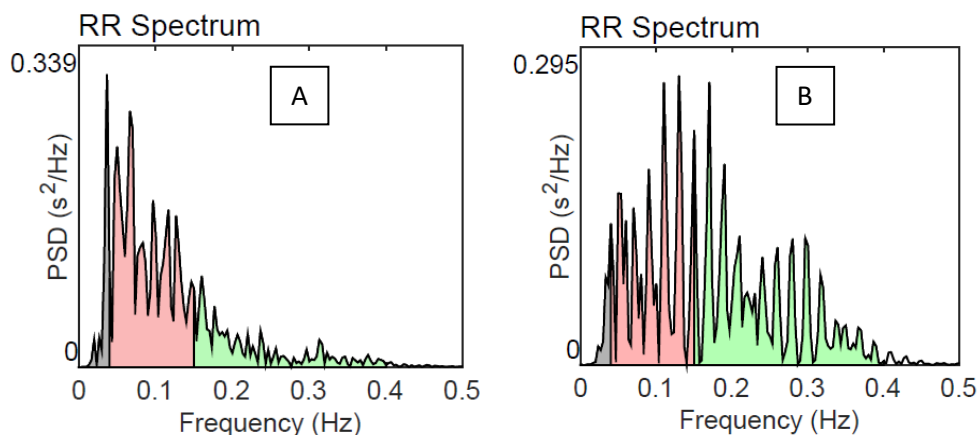 RR Spectrum
0.339
A
PSD (s²/Hz)
0
0 0.1 0.2 0.3 0.4 0.5
Frequency (Hz)
RR Spectrum
0.295
B
PSD (s²/Hz)
0
0 0.1 0.2 0.3 0.4 0.5
Frequency (Hz)